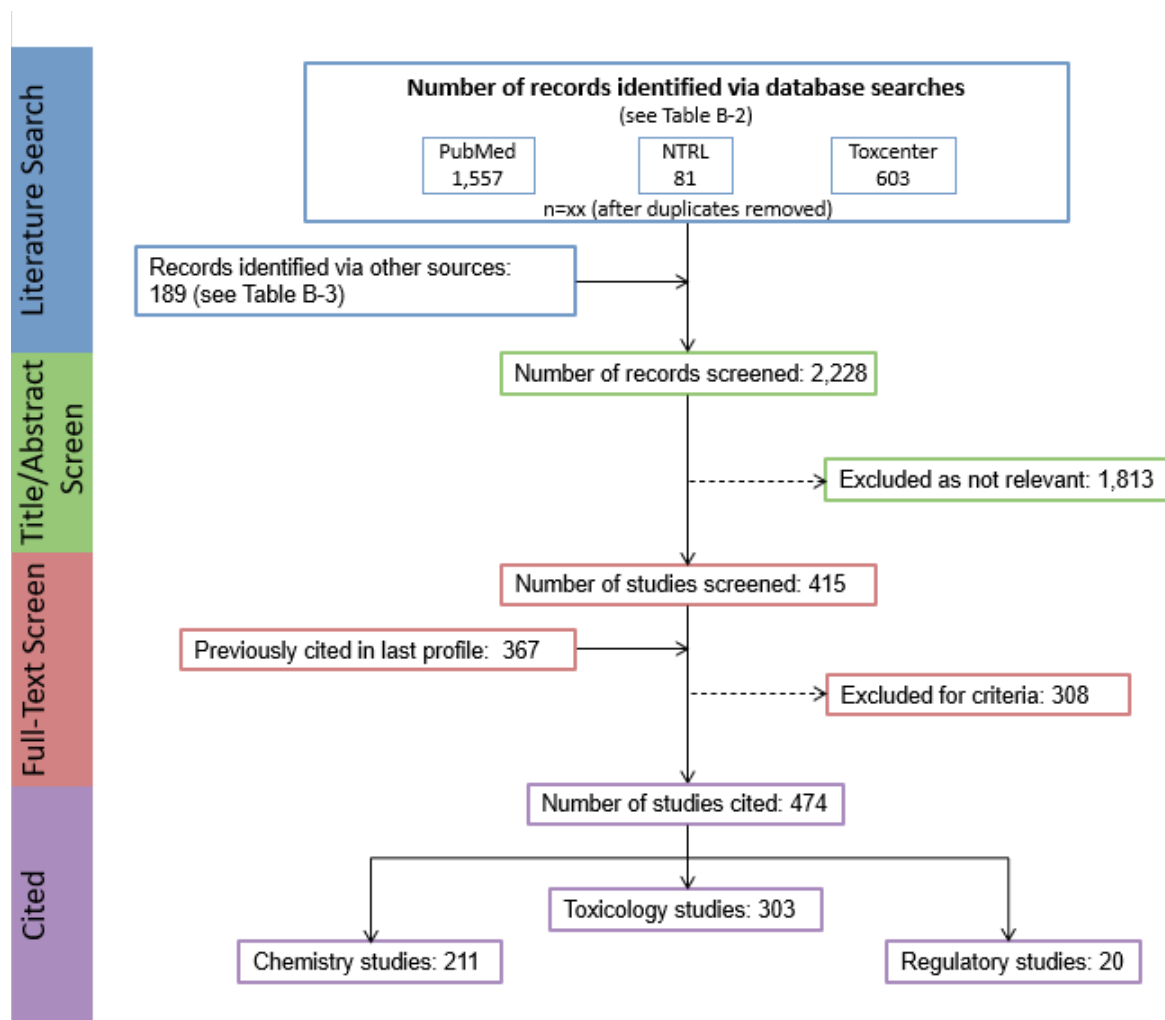 Literature Search
Number of records identified via database searches
(see Table B-2)
PubMed
1,557
NTRL
81
Toxcenter
603
n=xx (after duplicates removed)
Records identified via other sources:
189 (see Table B-3)
Title/Abstract
Screen
Number of records screened: 2,228
Excluded as not relevant: 1,813
Full-Text Screen
Number of studies screened: 415
Previously cited in last profile: 367
Excluded for criteria: 308
Cited
Number of studies cited: 474
Toxicology studies: 303
Chemistry studies: 211
Regulatory studies: 20